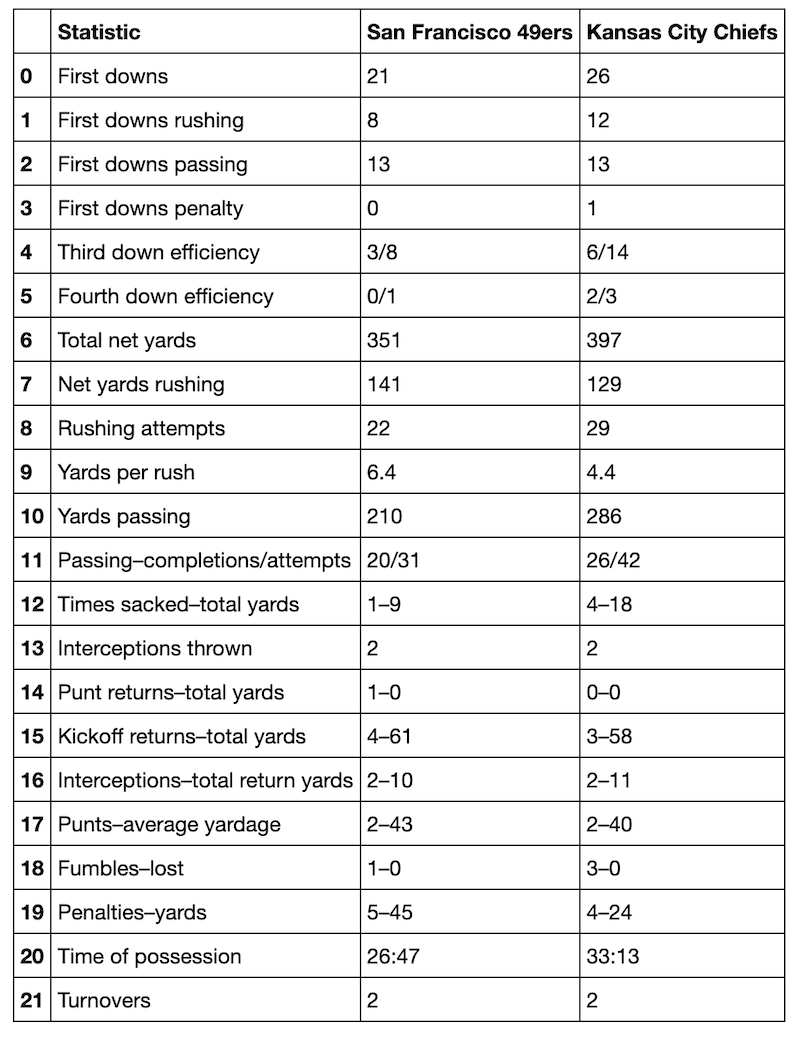 Statistic San Francisco 49ers Kansas City Chiefs
0 First downs 21 26
1 First downs rushing 8 12
2 First downs passing 13 13
3 First downs penalty 0 1
4 Third down efficiency 3/8 6/14
5 Fourth down efficiency 0/1 2/3
6 Total net yards 351 397
7 Net yards rushing 141 129
8 Rushing attempts 22 29
9 Yards per rush 6.4 4.4
10 Yards passing 210 286
11 Passing–completions/attempts 20/31 26/42
12 Times sacked–total yards 1–9 4–18
13 Interceptions thrown 2 2
14 Punt returns–total yards 1–0 0–0
15 Kickoff returns–total yards 4–61 3–58
16 Interceptions–total return yards 2–10 2–11
17 Punts–average yardage 2–43 2–40
18 Fumbles–lost 1–0 3–0
19 Penalties–yards 5–45 4–24
20 Time of possession 26:47 33:13
21 Turnovers 2 2